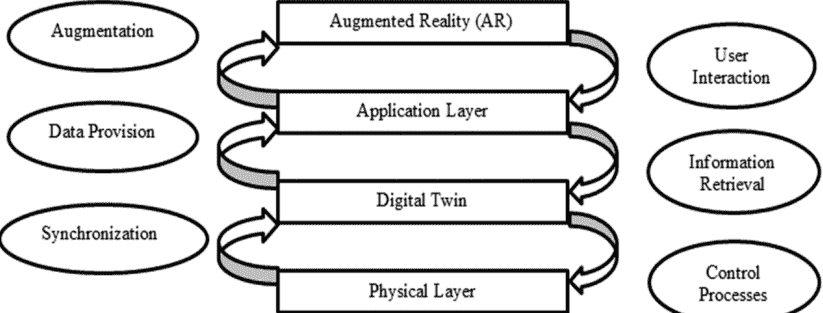 Augmentation
Augmented Reality (AR)
User
Interaction
Data Provision
Application Layer
Information
Retrieval
Synchronization
Digital Twin
Control
Processes
Physical Layer